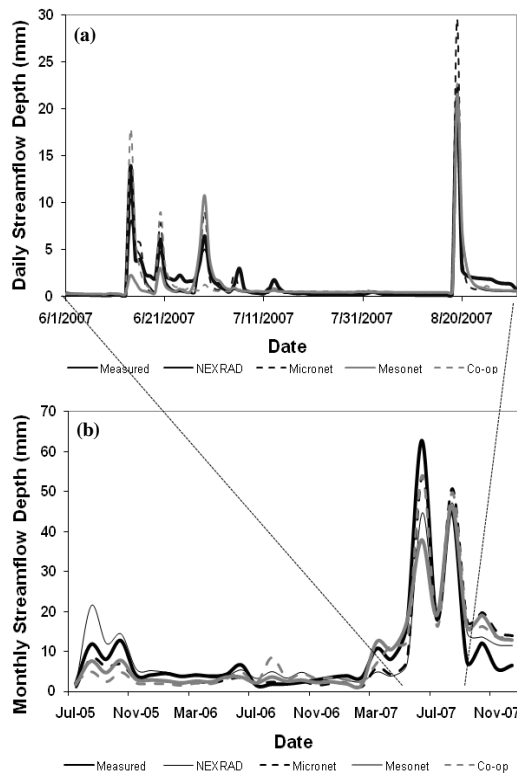 (a)
Daily Streamflow Depth (mm)
30
25
20
15
10
5
0
6/1/2007 6/21/2007 7/11/2007 7/31/2007 8/20/2007
Date
Measured NEXRAD Micronet Mesonet Co-op
(b)
Monthly Streamflow Depth (mm)
70
60
50
40
30
20
10
0
Jul-05 Nov-05 Mar-06 Jul-06 Nov-06 Mar-07 Jul-07 Nov-07
Date
Measured NEXRAD Micronet Mesonet Co-op